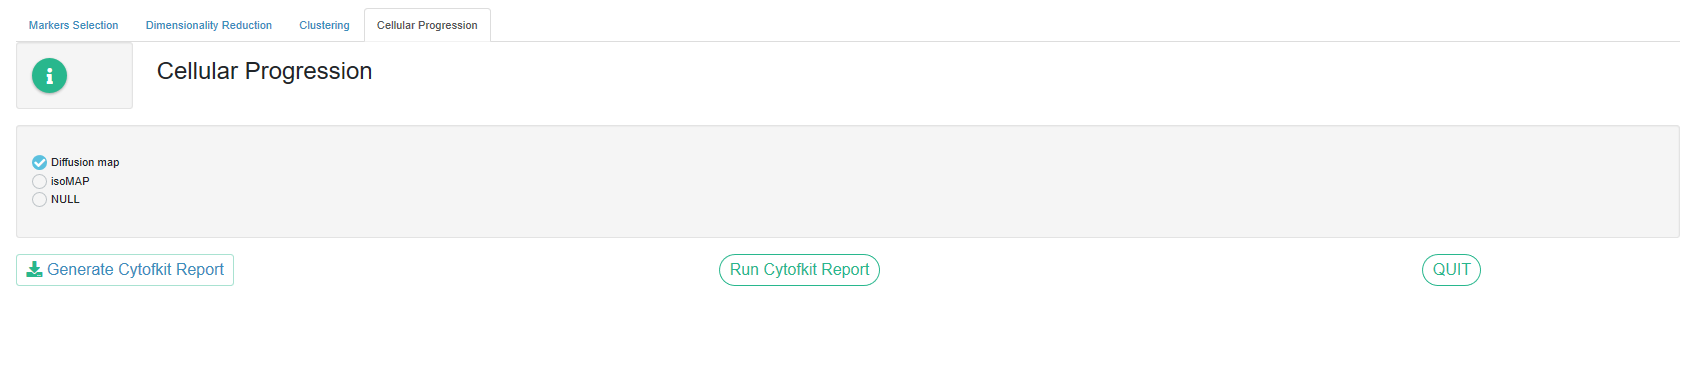 Markers Selection Dimensionality Reduction Clustering Cellular Progression
Cellular Progression
Diffusion map
isoMAP
NULL
Generate Cytofkit Report Run Cytofkit Report QUIT